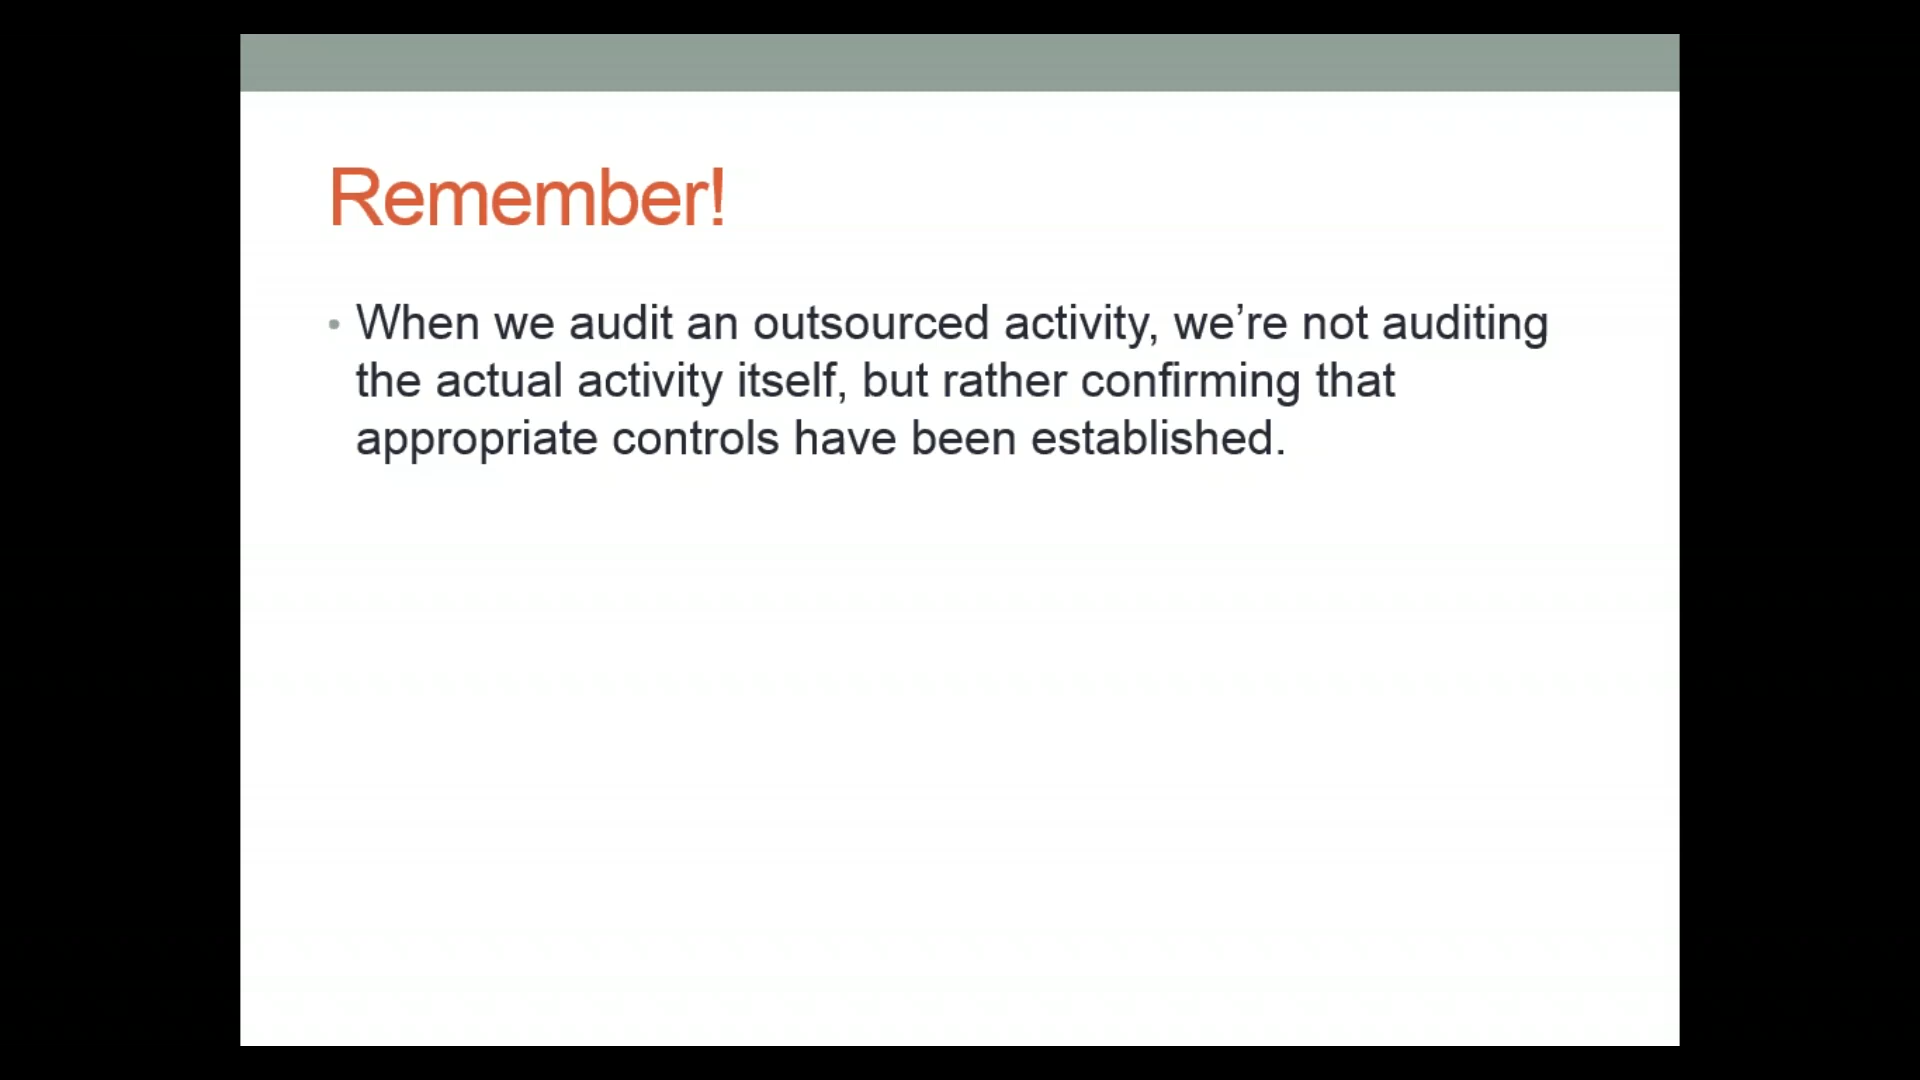 Remember!
• When we audit an outsourced activity, we’re not auditing
the actual activity itself, but rather confirming that
appropriate controls have been established.